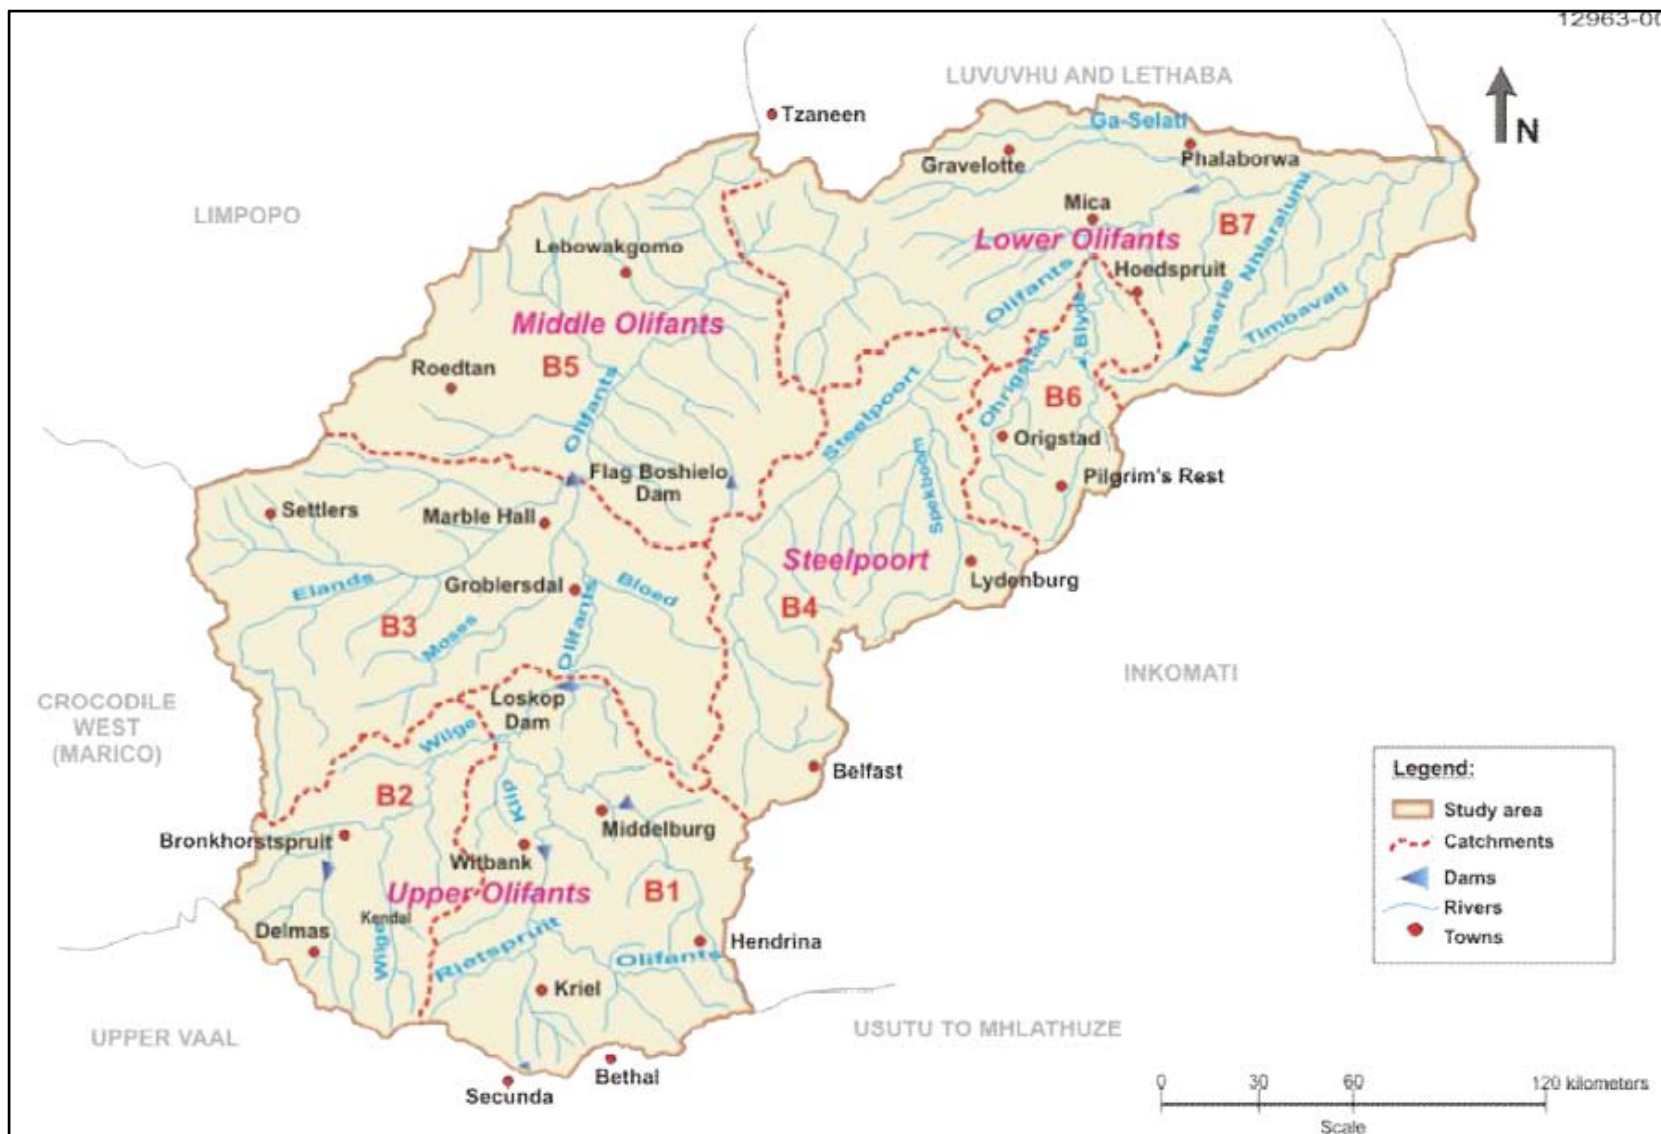 12963-00
LUVUVHU AND LETHABA
N
Tzaneen
Ga-Selati
Gravelotte
Phalaborwa
LIMPOPO
Mica
B7
Lower Olifants
Nhlaralumi
Lebowakgomo
Hoedspruit
Olifants
Blyde
Klaserie
Timbavati
Middle Olifants
Roedtan
B5
Steelpoort
Ohrigstad
B6
Olifants
Origstad
Flag Boshielo
Dam
Spekboom
Pilgrim's Rest
Settlers
Marble Hall
Steelpoort
Lydenburg
Elands
Groblersdal
Bloed
B4
B3
Moses
Olifants
INKOMATI
CROCODILE
WEST
(MARICO)
Loskop
Dam
Wilge
Belfast
B2
Klip
Middelburg
Bronkhorstspruit
Witbank
Upper Olifants
B1
Kendal
Delmas
Wilge
Rietspruit
Olifants
Hendrina
Kriel
UPPER VAAL
USUTU TO MHLATHUZE
Bethal
Secunda
Legend:
Study area
Catchments
Dams
Rivers
Towns
0 30 60 120 kilometers
Scale